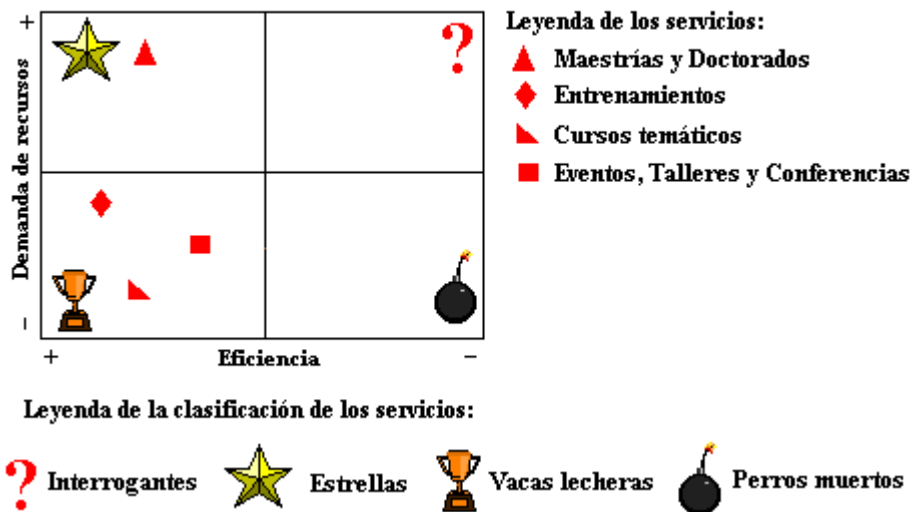 +
Demanda de recursos
−
+
Eficiencia
−
?
Leyenda de los servicios:
Maestrías y Doctorados
Entrenamientos
Cursos temáticos
Eventos, Talleres y Conferencias
Leyenda de la clasificación de los servicios:
? Interrogantes
Estrellas
Vacas lecheras
Perros muertos